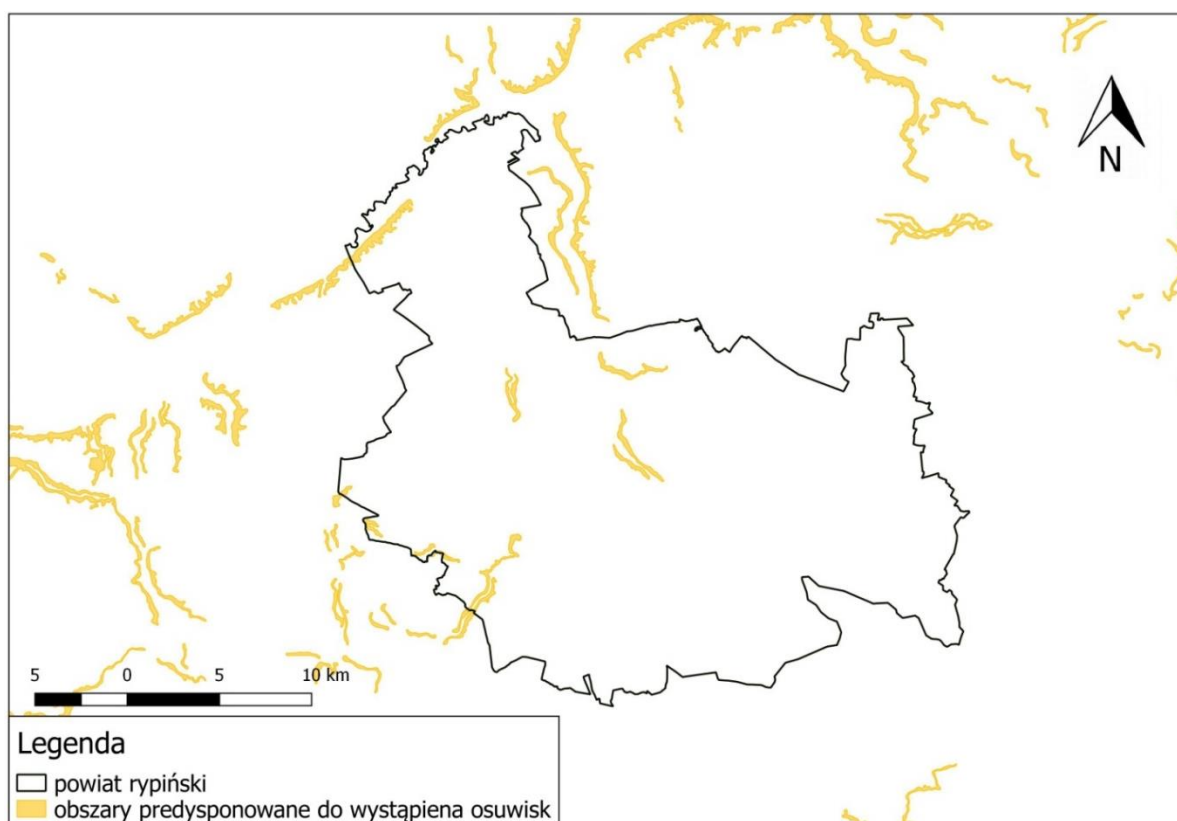 N
5 0 5 10 km
Legenda
powiat rypiński
obszary predysponowane do wystąpiena osuwisk